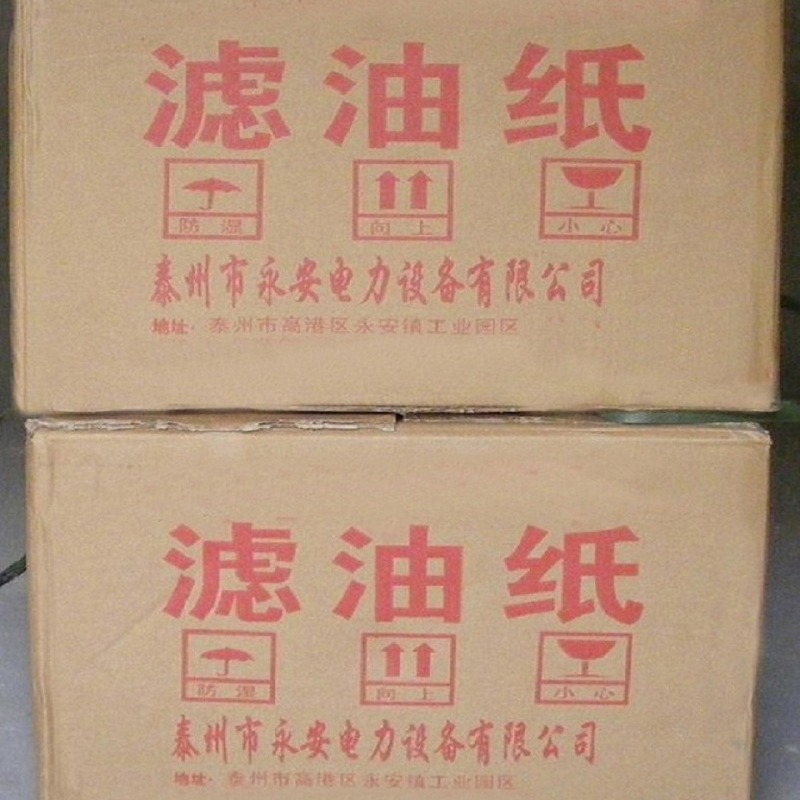 滤油纸
防湿 向上 小心
泰州市永安电力设备有限公司
地址：泰州市高港区永安镇工业园区
滤油纸
防湿 向上 小心
泰州市永安电力设备有限公司
地址：泰州市高港区永安镇工业园区